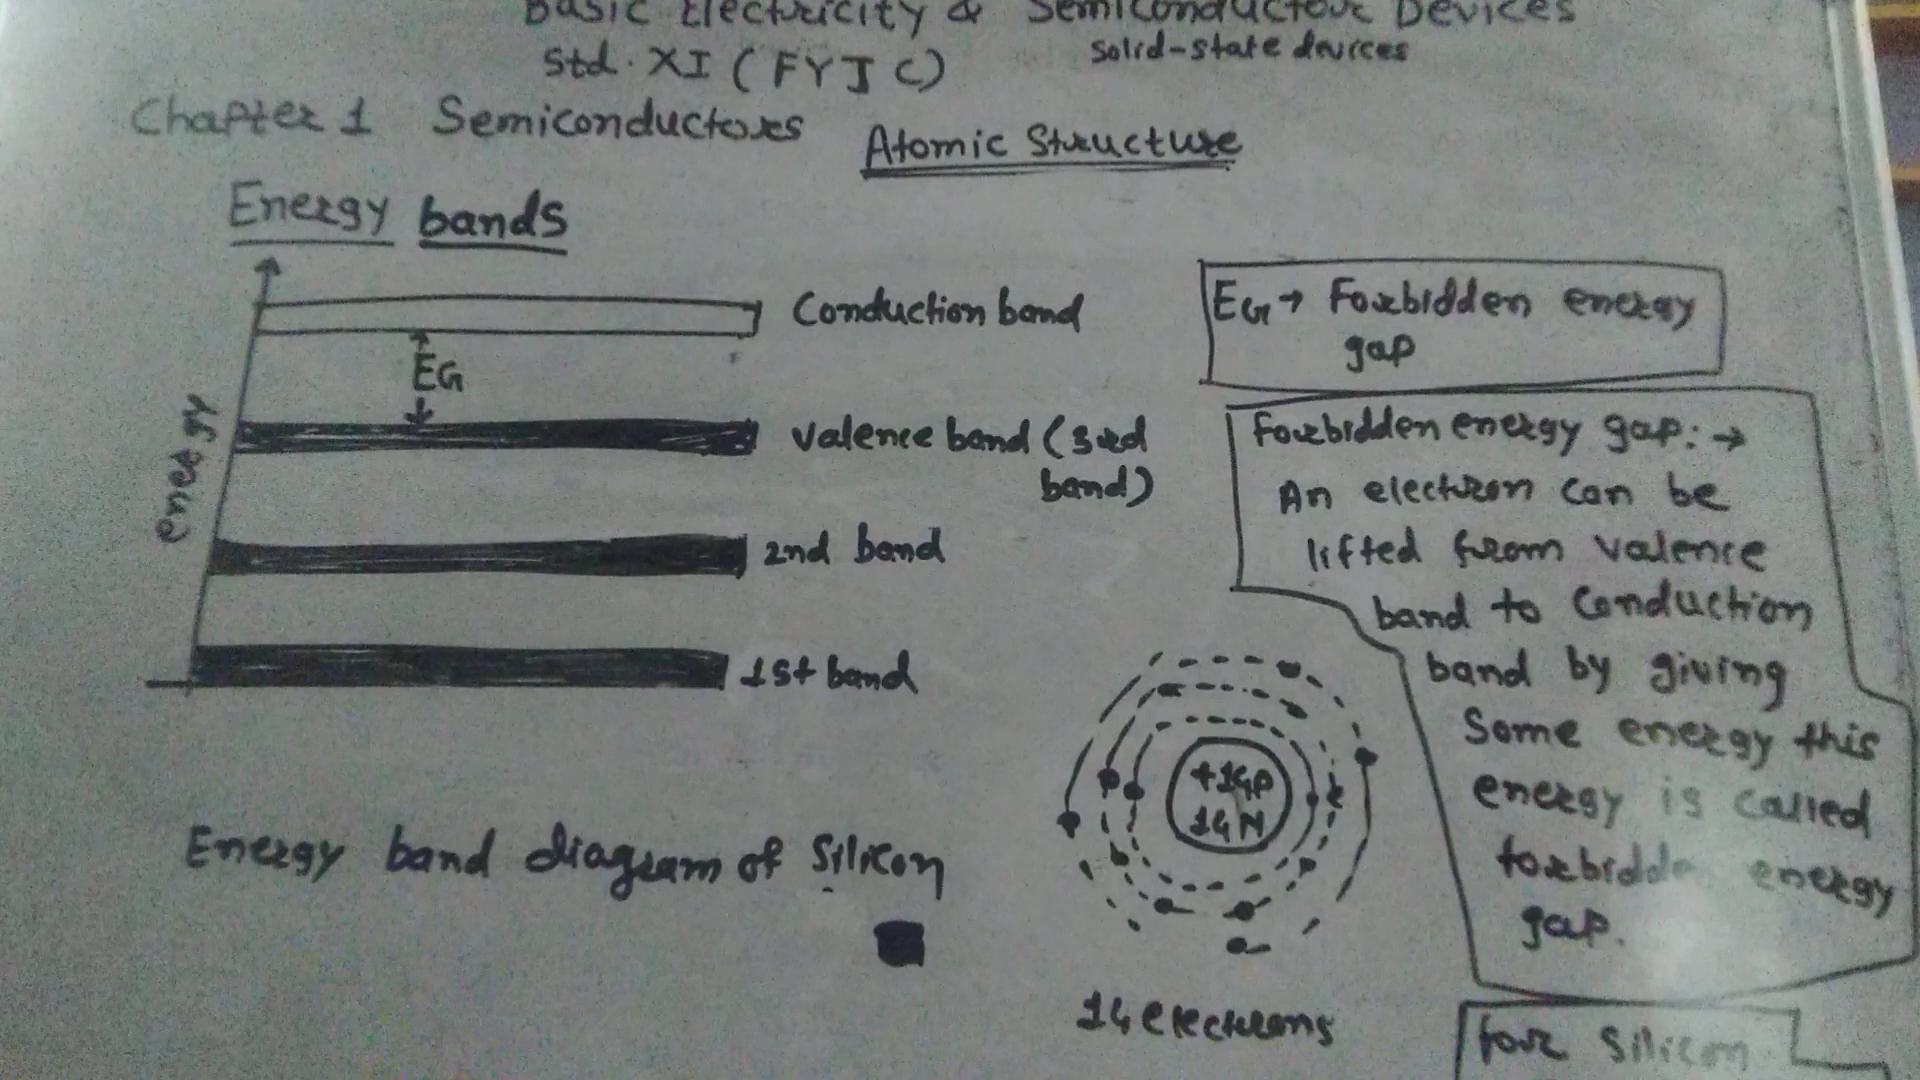 Basic Electricity & Semiconductor Devices
Std. XI (FYJC)
Solid-state devices
Chapter 1 Semiconductors
Atomic Structure
Energy bands
Conduction band
EG
Valence band (3rd
band)
2nd band
1st band
energy
Energy band diagram of Silicon
EG → Forbidden energy
gap
Forbidden energy gap: →
An electron can be
lifted from valence
band to Conduction
band by giving
Some energy this
energy is called
forbidden energy
gap.
+14P
14N
14 electrons
for Silicon